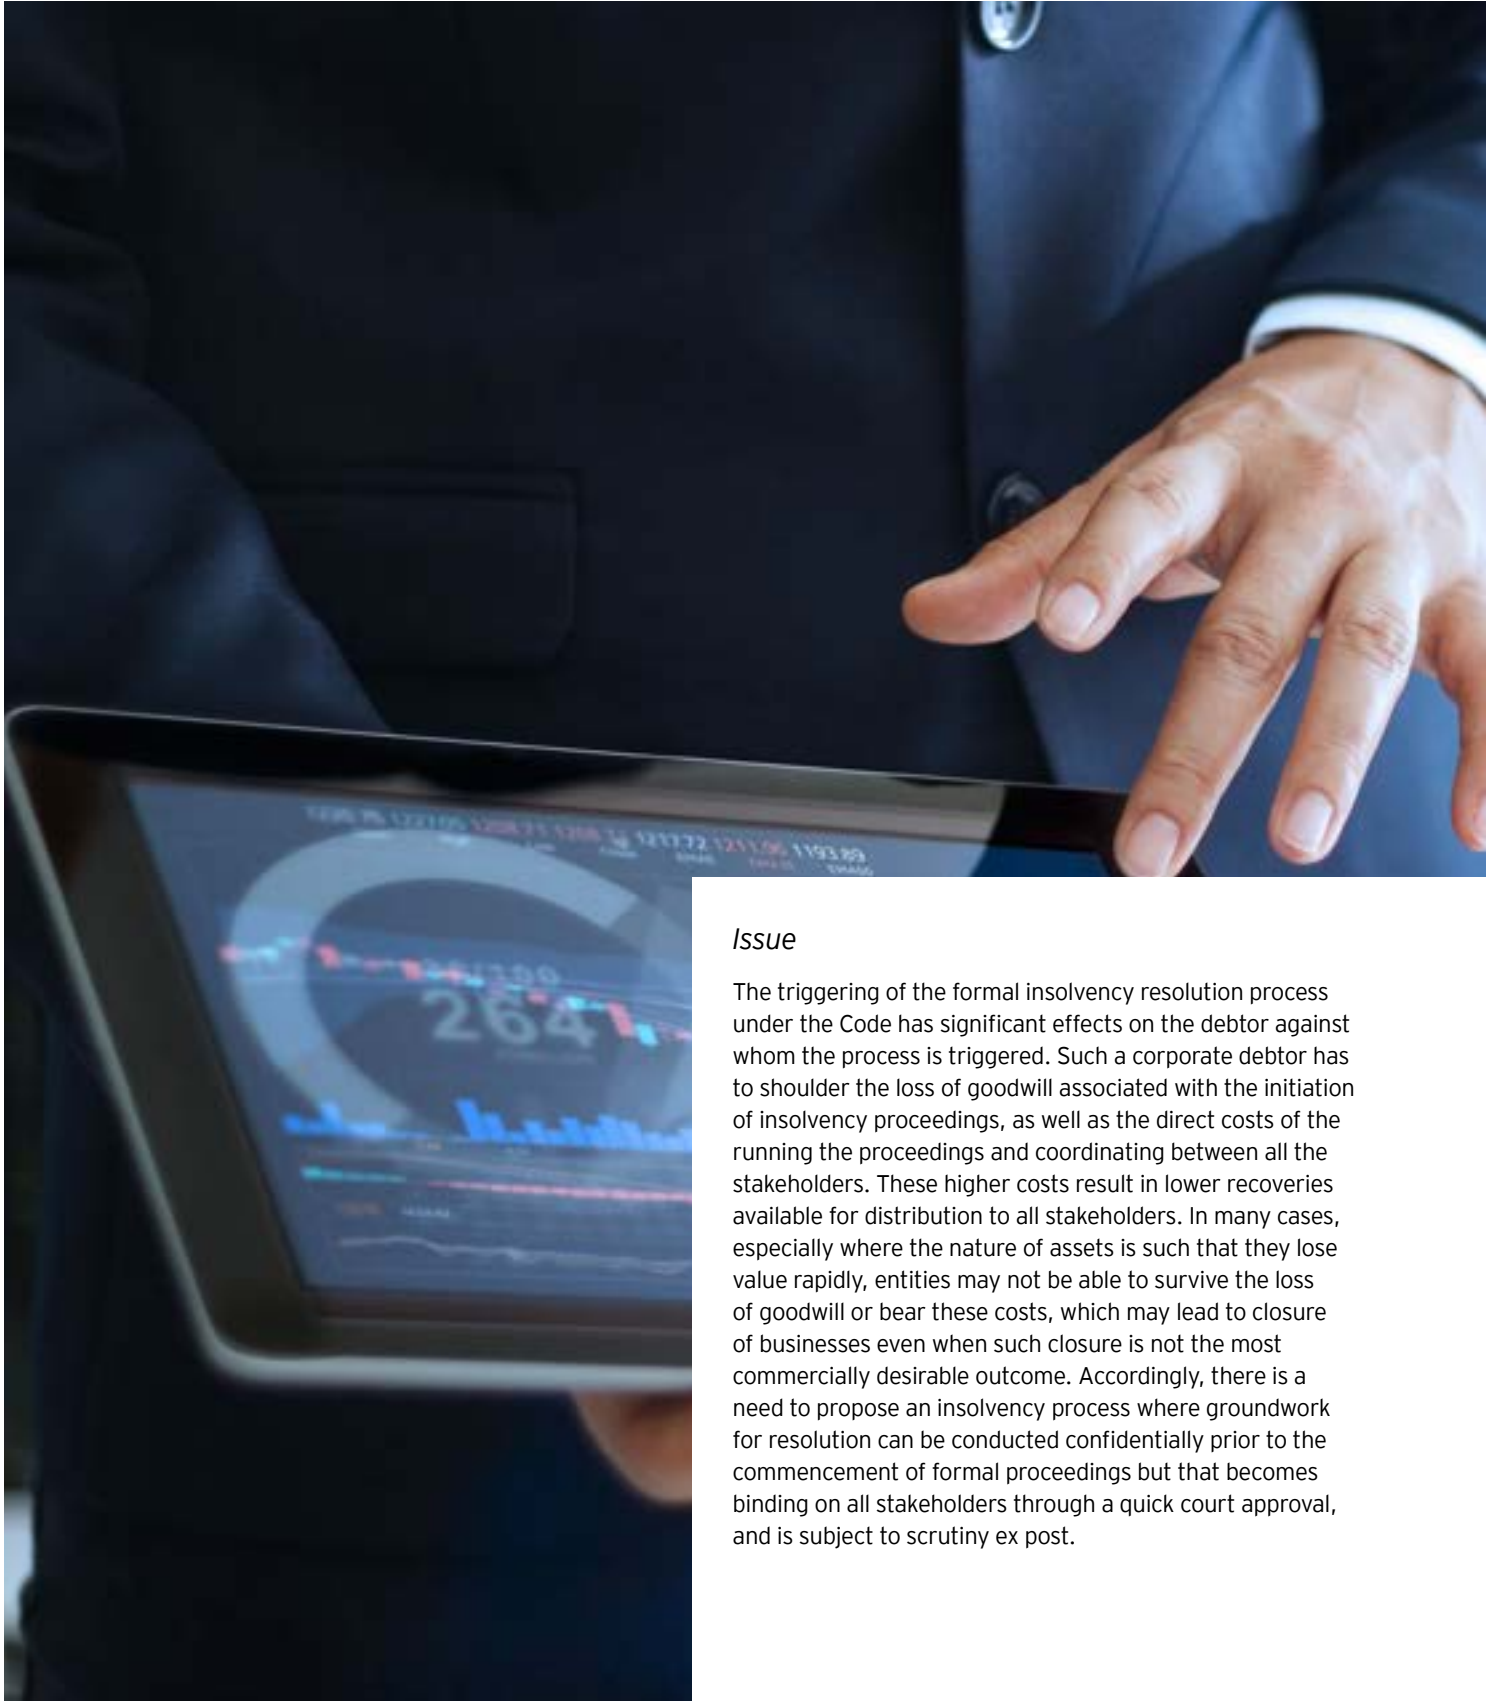 1217.72 1211.96 1193.89
264
Issue
The triggering of the formal insolvency resolution process
under the Code has significant effects on the debtor against
whom the process is triggered. Such a corporate debtor has
to shoulder the loss of goodwill associated with the initiation
of insolvency proceedings, as well as the direct costs of the
running the proceedings and coordinating between all the
stakeholders. These higher costs result in lower recoveries
available for distribution to all stakeholders. In many cases,
especially where the nature of assets is such that they lose
value rapidly, entities may not be able to survive the loss
of goodwill or bear these costs, which may lead to closure
of businesses even when such closure is not the most
commercially desirable outcome. Accordingly, there is a
need to propose an insolvency process where groundwork
for resolution can be conducted confidentially prior to the
commencement of formal proceedings but that becomes
binding on all stakeholders through a quick court approval,
and is subject to scrutiny ex post.